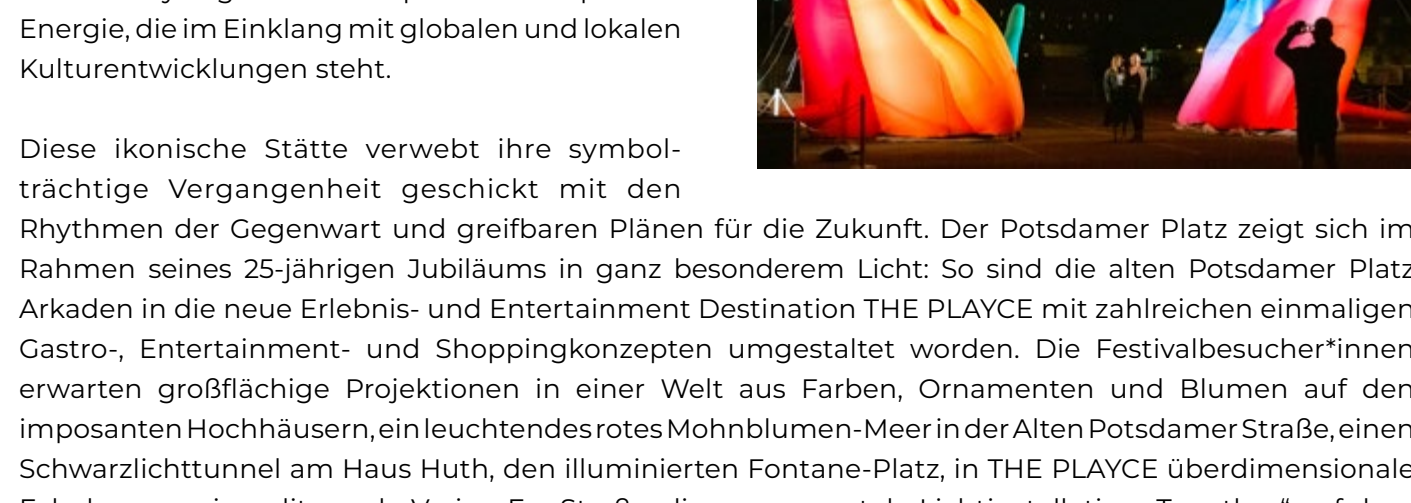 Energie, die im Einklang mit globalen und lokalen
Kulturentwicklungen steht.
Diese ikonische Stätte verwebt ihre symbol-
trächtige Vergangenheit geschickt mit den
Rhythmen der Gegenwart und greifbaren Plänen für die Zukunft. Der Potsdamer Platz zeigt sich im
Rahmen seines 25-jährigen Jubiläums in ganz besonderem Licht: So sind die alten Potsdamer Platz
Arkaden in die neue Erlebnis- und Entertainment Destination THE PLAYCE mit zahlreichen einmaligen
Gastro-, Entertainment- und Shoppingkonzepten umgestaltet worden. Die Festivalbesucher*innen
erwarten großflächige Projektionen in einer Welt aus Farben, Ornamenten und Blumen auf den
imposanten Hochhäusern, ein leuchtendes rotes Mohnblumen-Meer in der Alten Potsdamer Straße, einen
Schwarzlichttunnel am Haus Huth, den illuminierten Fontane-Platz, in THE PLAYCE überdimensionale